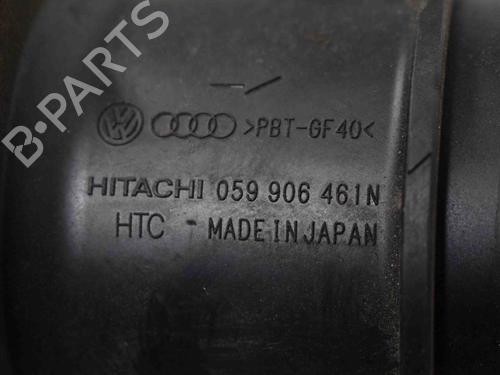 >PBT-GF40<
HITACHI 059 906 461N
HTC - MADE IN JAPAN
B-PARTS